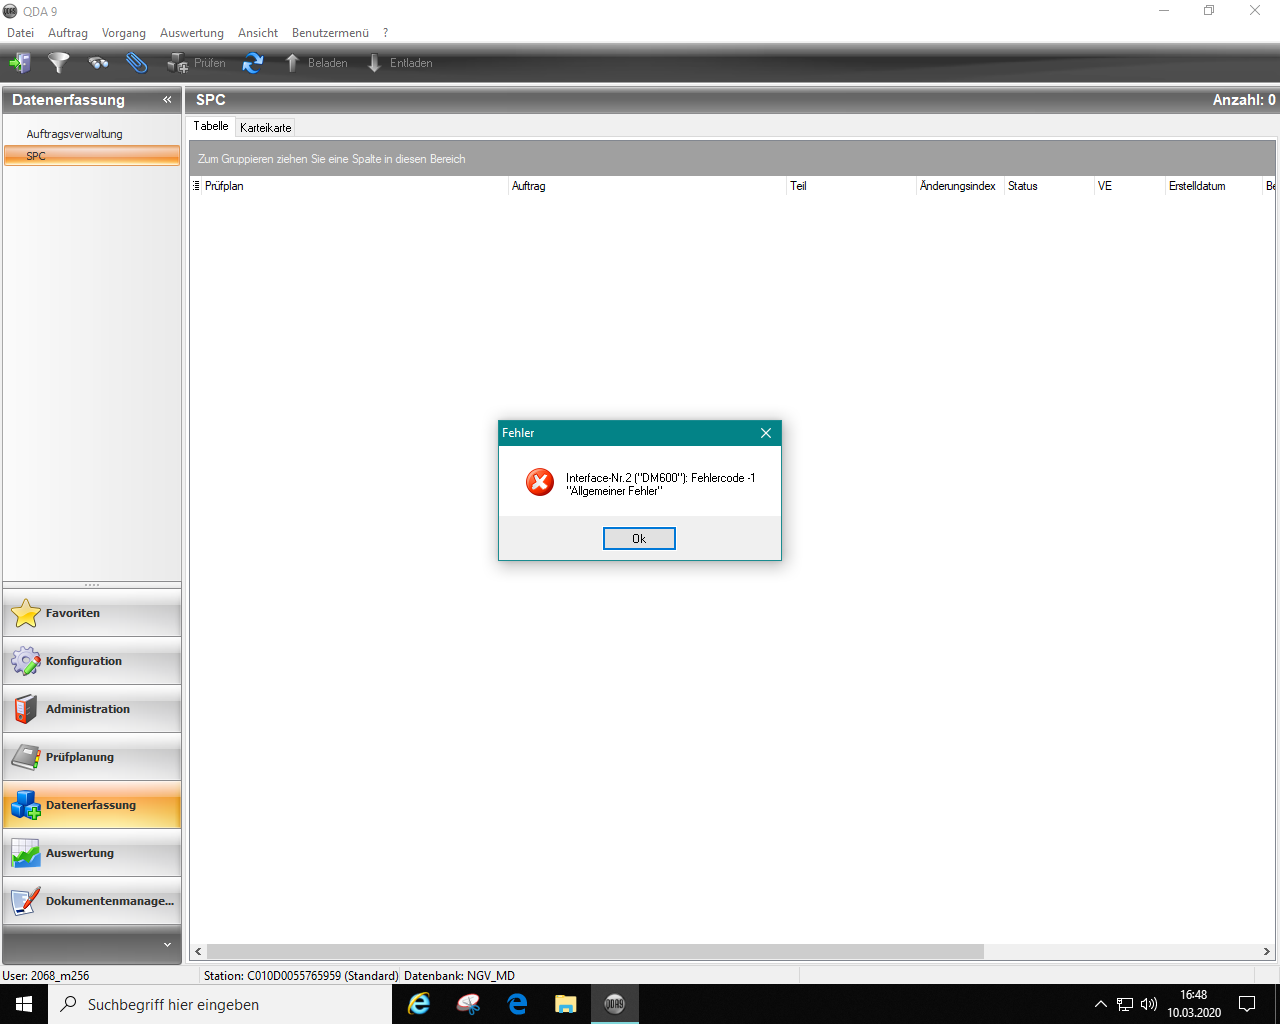 QDA 9
Datei Auftrag Vorgang Auswertung Ansicht Benutzermenü ?
Prüfen Beladen Entladen
Datenerfassung «
SPC Anzahl: 0
Auftragsverwaltung
SPC
Tabelle Karteikarte
Zum Gruppieren ziehen Sie eine Spalte in diesen Bereich
Prüfplan Auftrag Teil Änderungsindex Status VE Erstelldatum Be
Fehler
Interface-Nr.2 ("DM600"): Fehlercode -1
"Allgemeiner Fehler"
Ok
Favoriten
Konfiguration
Administration
Prüfplanung
Datenerfassung
Auswertung
Dokumentenmanage...
User: 2068_m256 Station: C010D0055765959 (Standard) Datenbank: NGV_MD
Suchbegriff hier eingeben
QDA9
16:48
10.03.2020